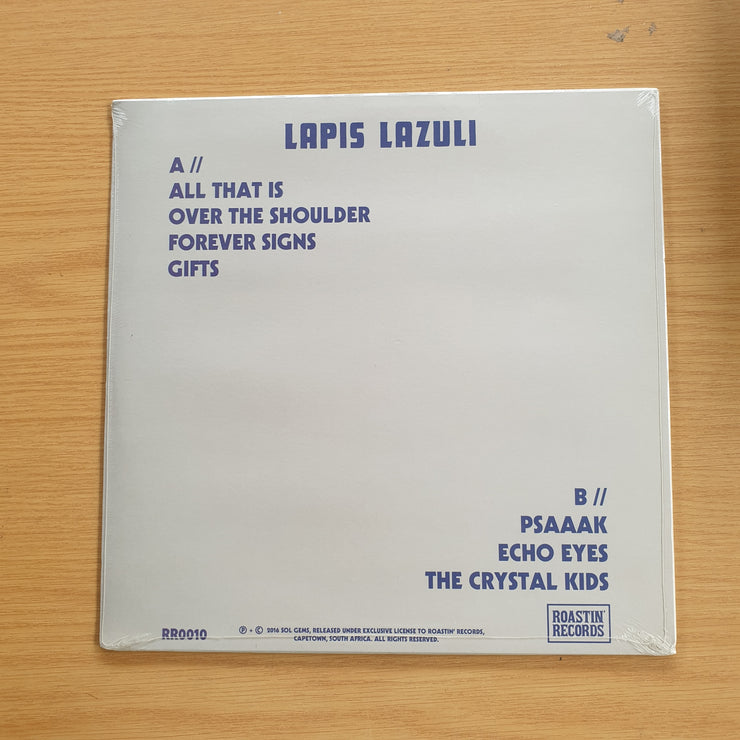 LAPIS LAZULI
A //
ALL THAT IS
OVER THE SHOULDER
FOREVER SIGNS
GIFTS
B //
PSAAAK
ECHO EYES
THE CRYSTAL KIDS
RR0010
℗ + © 2016 SOL GEMS, RELEASED UNDER EXCLUSIVE LICENSE TO ROASTIN' RECORDS,
CAPETOWN, SOUTH AFRICA. ALL RIGHTS RESERVED.
ROASTIN'
RECORDS